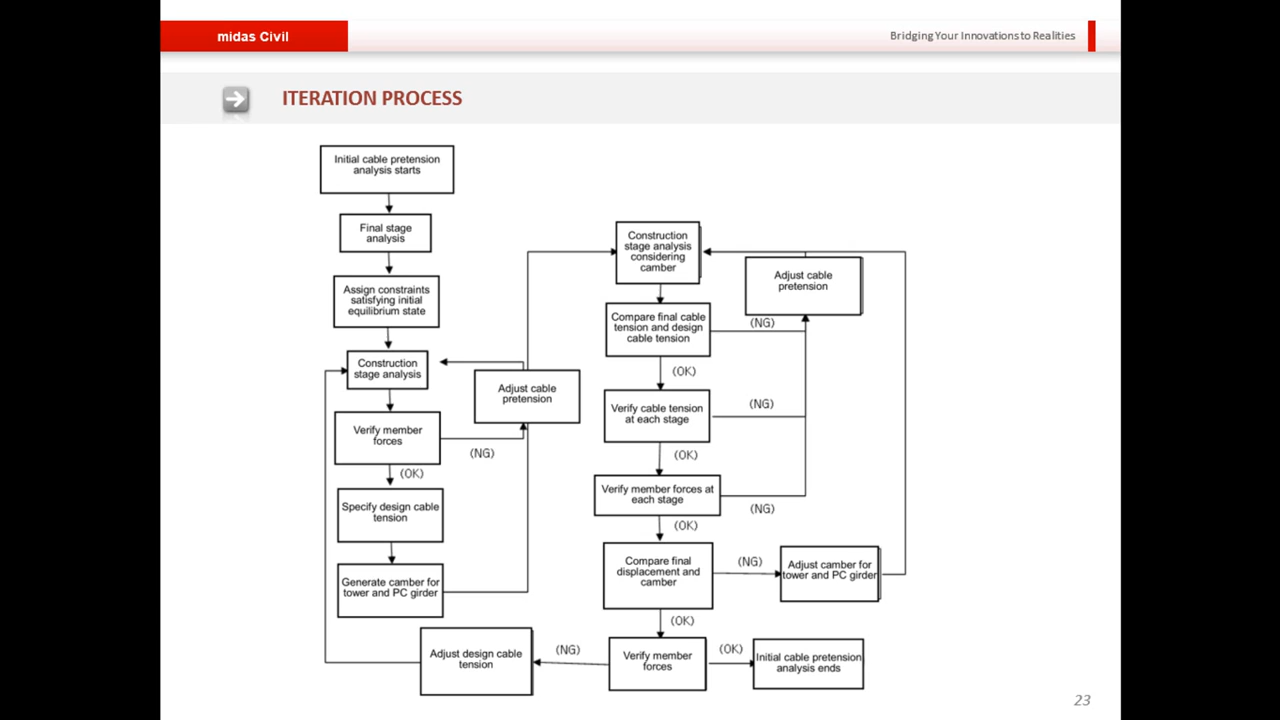 midas Civil
Bridging Your Innovations to Realities
ITERATION PROCESS
Initial cable pretension
analysis starts
Final stage
analysis
Assign constraints
satisfying initial
equilibrium state
Construction
stage analysis
Adjust cable
pretension
Verify member
forces
(NG)
(OK)
Specify design cable
tension
Generate camber for
tower and PC girder
Construction
stage analysis
considering
camber
Adjust cable
pretension
Compare final cable
tension and design
cable tension
(NG)
(OK)
Verify cable tension
at each stage
(NG)
(OK)
Verify member forces at
each stage
(NG)
(OK)
Compare final
displacement and
camber
(NG)
Adjust camber for
tower and PC girder
(OK)
Adjust design cable
tension
(NG)
Verify member
forces
(OK)
Initial cable pretension
analysis ends
23